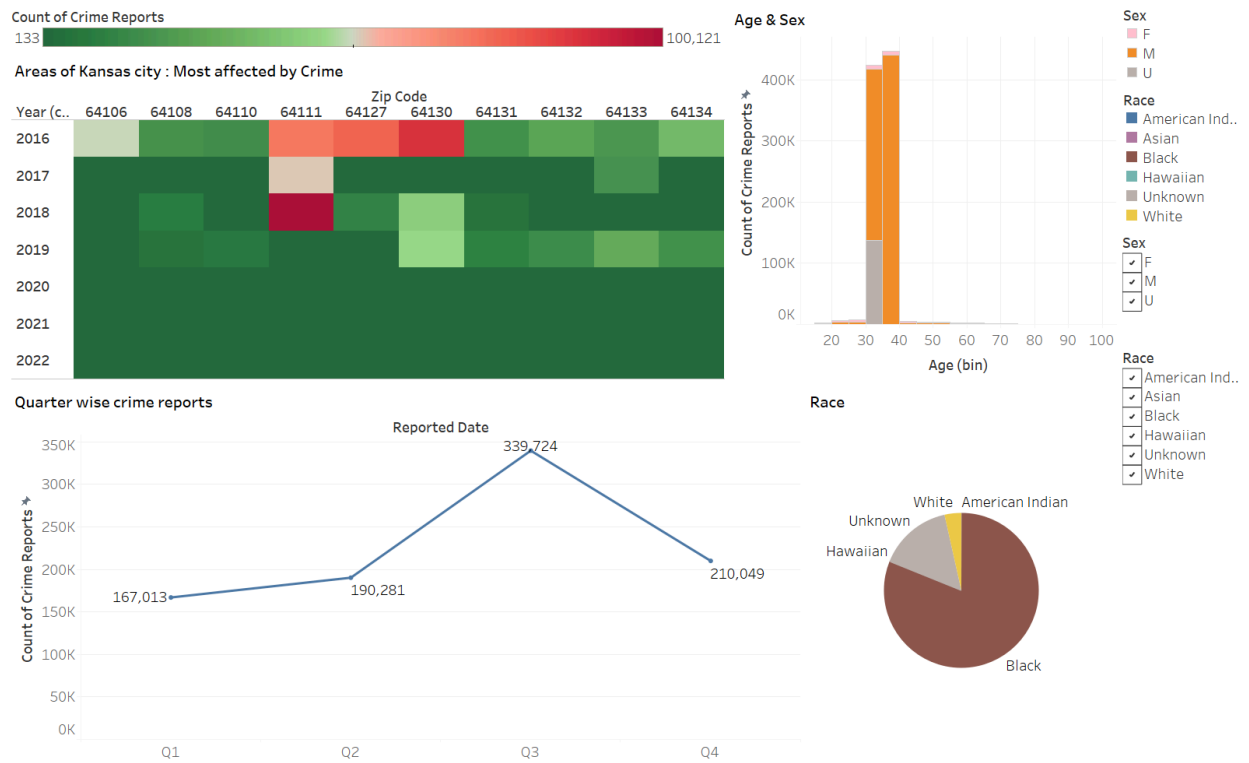 Count of Crime Reports
133 100,121
Areas of Kansas city : Most affected by Crime
Zip Code
Year (c.. 64106 64108 64110 64111 64127 64130 64131 64132 64133 64134
2016
2017
2018
2019
2020
2021
2022
Age & Sex
Count of Crime Reports
400K
300K
200K
100K
0K
20 30 40 50 60 70 80 90 100
Age (bin)
Sex
F
M
U
Race
American Ind..
Asian
Black
Hawaiian
Unknown
White
Sex
F
M
U
Race
American Ind..
Asian
Black
Hawaiian
Unknown
White
Quarter wise crime reports
Reported Date
Count of Crime Reports
350K
300K
250K
200K
150K
100K
50K
0K
167,013
190,281
339,724
210,049
Q1 Q2 Q3 Q4
Race
White American Indian
Unknown
Hawaiian
Black